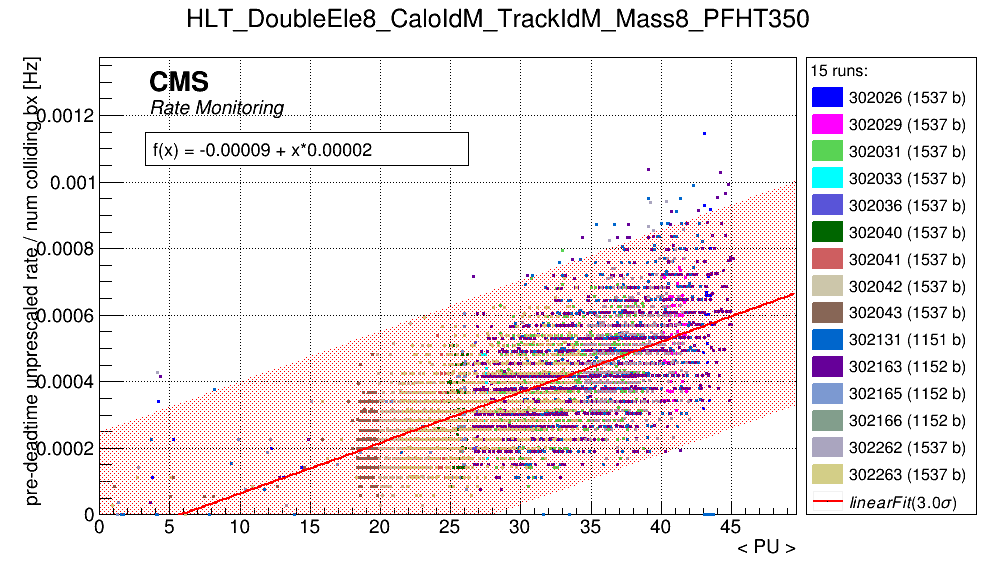 HLT_DoubleEle8_CaloIdM_TrackIdM_Mass8_PFHT350
pre-deadtime unprescaled rate / num colliding bx [Hz]
CMS
Rate Monitoring
f(x) = -0.00009 + x*0.00002
0.0012
0.001
0.0008
0.0006
0.0004
0.0002
0
0 5 10 15 20 25 30 35 40 45
< PU >
15 runs:
302026 (1537 b)
302029 (1537 b)
302031 (1537 b)
302033 (1537 b)
302036 (1537 b)
302040 (1537 b)
302041 (1537 b)
302042 (1537 b)
302043 (1537 b)
302131 (1151 b)
302163 (1152 b)
302165 (1152 b)
302166 (1152 b)
302262 (1537 b)
302263 (1537 b)
linearFit(3.0σ)